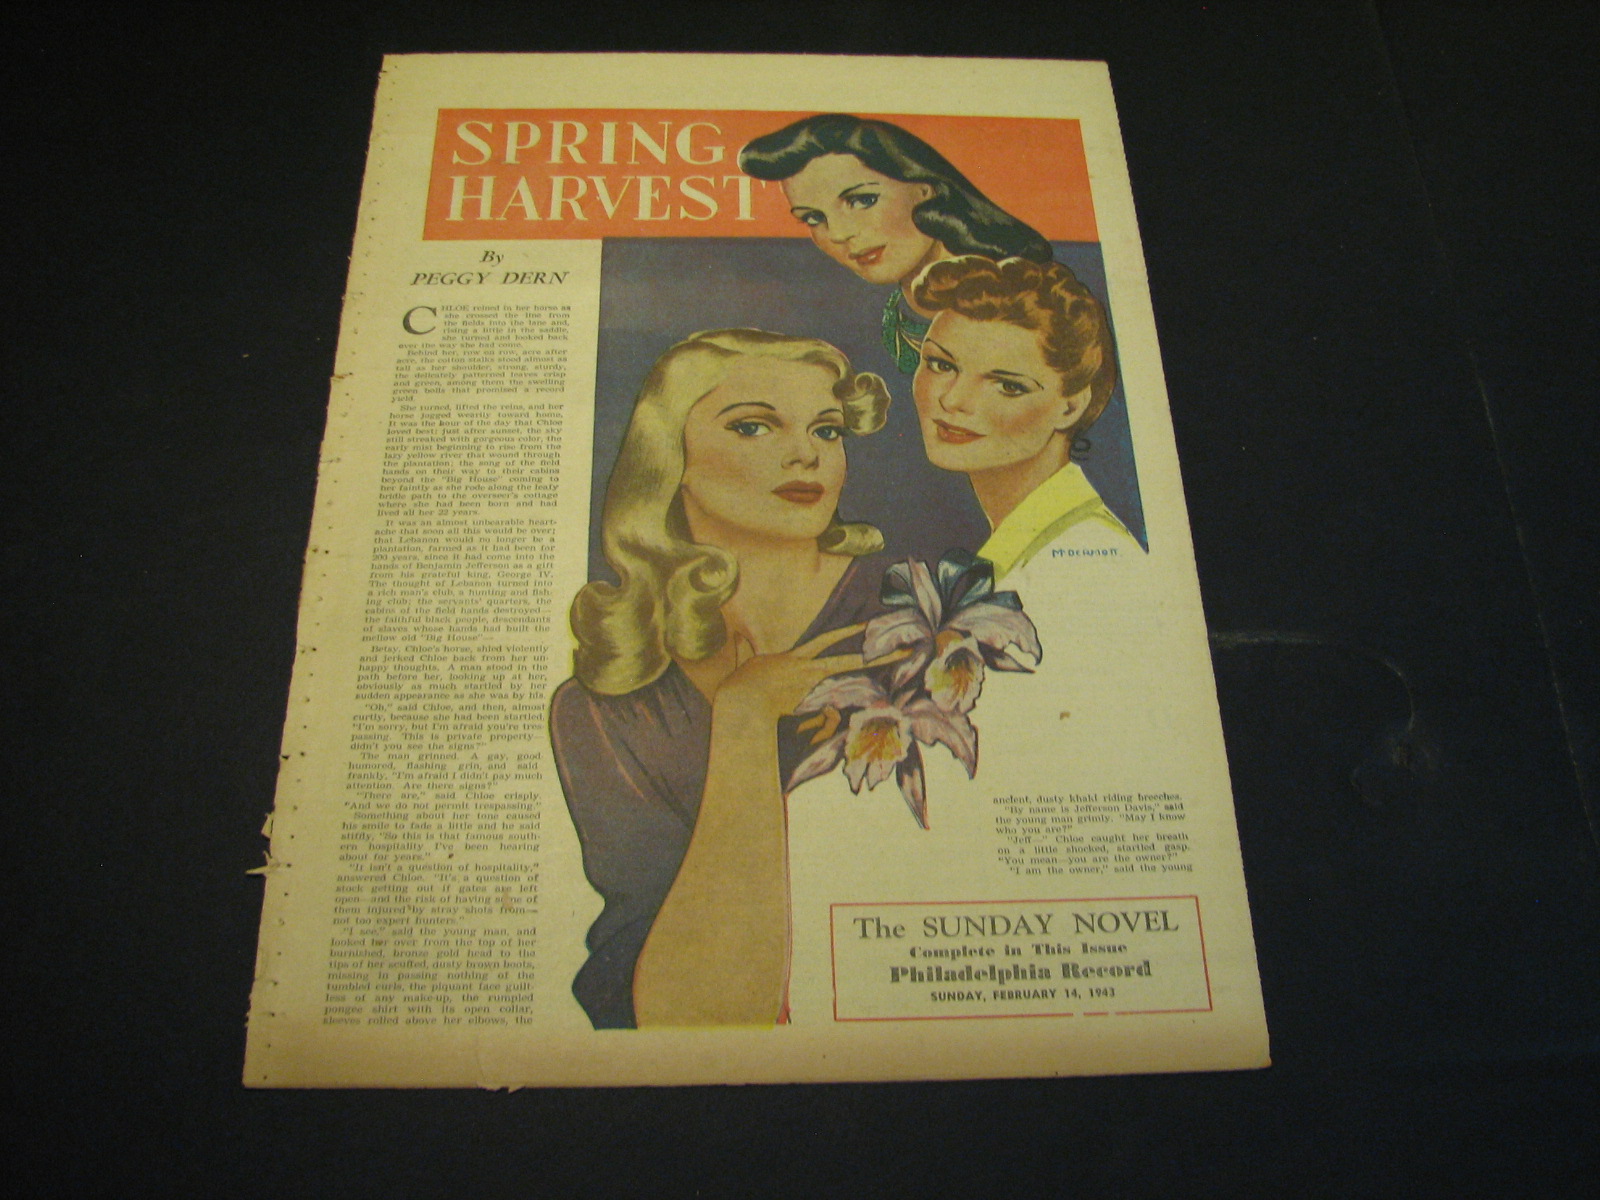 SPRING
HARVEST
By
PEGGY DERN
CHLOE reined in her horse as
she crossed the line from
the fields into the lane and,
rising a little in the saddle,
she turned and looked back
over the way she had come.
Behind her, row on row, acre after
acre, the cotton stalks stood almost as
tall as her shoulder, strong, sturdy,
the delicately patterned leaves crisp
and green, among them the swelling
green bolls that promised a record
yield.
She turned, lifted the reins, and her
horse jogged wearily toward home.
It was the hour of the day that Chloe
loved best; just after sunset, the sky
still streaked with gorgeous color, the
early mist beginning to rise from the
lazy yellow river that wound through
the plantation; the song of the field
hands on their way to their cabins
beyond the "Big House" coming to
her faintly as she rode along the leafy
bridle path to the overseer's cottage
where she had been born and had
lived all her 22 years.
It was an almost unbearable heart-
ache that soon all this would be over;
that Lebanon would no longer be a
plantation, farmed as it had been for
200 years, since it had come into the
hands of Benjamin Jefferson as a gift
from his grateful king, George IV.
The thought of Lebanon turned into
a rich man's club, a hunting and fish-
ing club; the servants' quarters, the
cabins of the field hands destroyed—
the faithful black people, descendants
of slaves whose hands had built the
mellow old "Big House"—
Betsy, Chloe's horse, shied violently
and jerked Chloe back from her un-
happy thoughts. A man stood in the
path before her, looking up at her,
obviously as much startled by her
sudden appearance as she was by his.
"Oh," said Chloe, and then, almost
curtly, because she had been startled,
"I'm sorry, but I'm afraid you're tres-
passing. This is private property—
didn't you see the signs?"
The man grinned. A gay, good
humored, flashing grin, and said
frankly, "I'm afraid I didn't pay much
attention. Are there signs?"
"There are," said Chloe crisply.
"And we do not permit trespassing."
Something about her tone caused
his smile to fade a little and he said
stiffly, "So this is that famous south-
ern hospitality I've been hearing
about for years."
"It isn't a question of hospitality,"
answered Chloe. "It's a question of
stock getting out if gates are left
open—and the risk of having some of
them injured by stray shots from—
not too expert hunters."
"I see," said the young man, and
looked her over from the top of her
burnished, bronze gold head to the
tips of her scuffed, dusty brown boots,
missing in passing nothing of the
tumbled curls, the piquant face guilt-
less of any make-up, the rumpled
pongee shirt with its open collar,
sleeves rolled above her elbows, the
McDERMOTT
ancient, dusty khaki riding breeches.
"By name is Jefferson Davis," said
the young man grimly. "May I know
who you are?"
"Jeff—" Chloe caught her breath
on a little shocked, startled gasp.
"You mean—you are the owner?"
"I am the owner," said the young
The SUNDAY NOVEL
Complete in This Issue
Philadelphia Record
SUNDAY, FEBRUARY 14, 1943